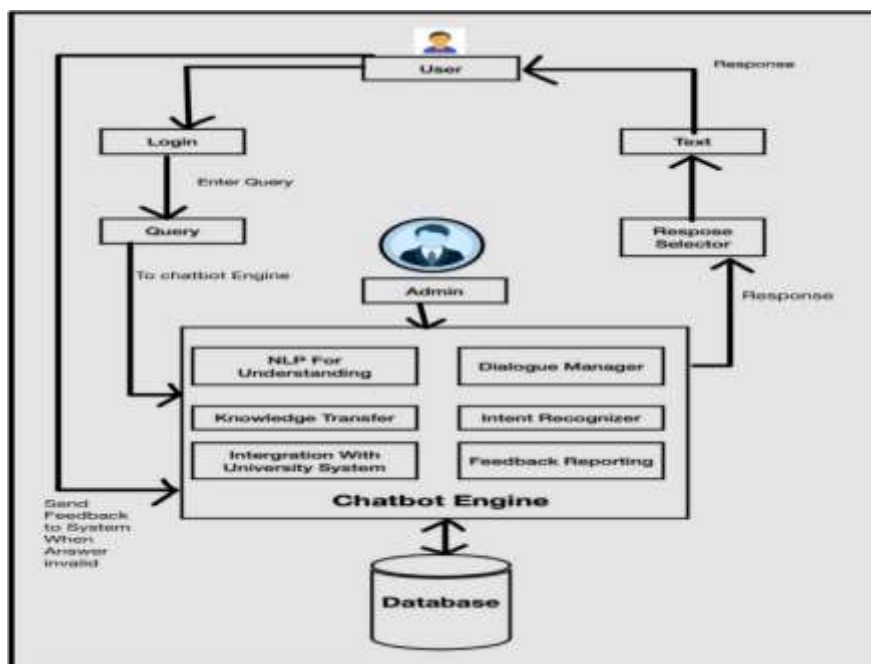 User
Response
Login
Text
Enter Query
Query
Respose
Selector
To chatbot Engine
Admin
Response
NLP For
Understanding
Dialogue Manager
Knowledge Transfer
Intent Recognizer
Intergration With
University System
Feedback Reporting
Chatbot Engine
Send
Feedback
to System
When
Answer
invalid
Database